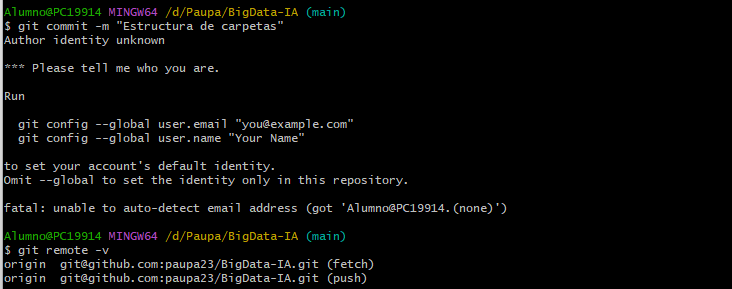 Alumno@PC19914 MINGW64 /d/Paupa/BigData-IA (main)
$ git commit -m "Estructura de carpetas"
Author identity unknown
*** Please tell me who you are.
Run
  git config --global user.email "you@example.com"
  git config --global user.name "Your Name"
to set your account's default identity.
Omit --global to set the identity only in this repository.
fatal: unable to auto-detect email address (got 'Alumno@PC19914.(none)')
Alumno@PC19914 MINGW64 /d/Paupa/BigData-IA (main)
$ git remote -v
origin  git@github.com:paupa23/BigData-IA.git (fetch)
origin  git@github.com:paupa23/BigData-IA.git (push)